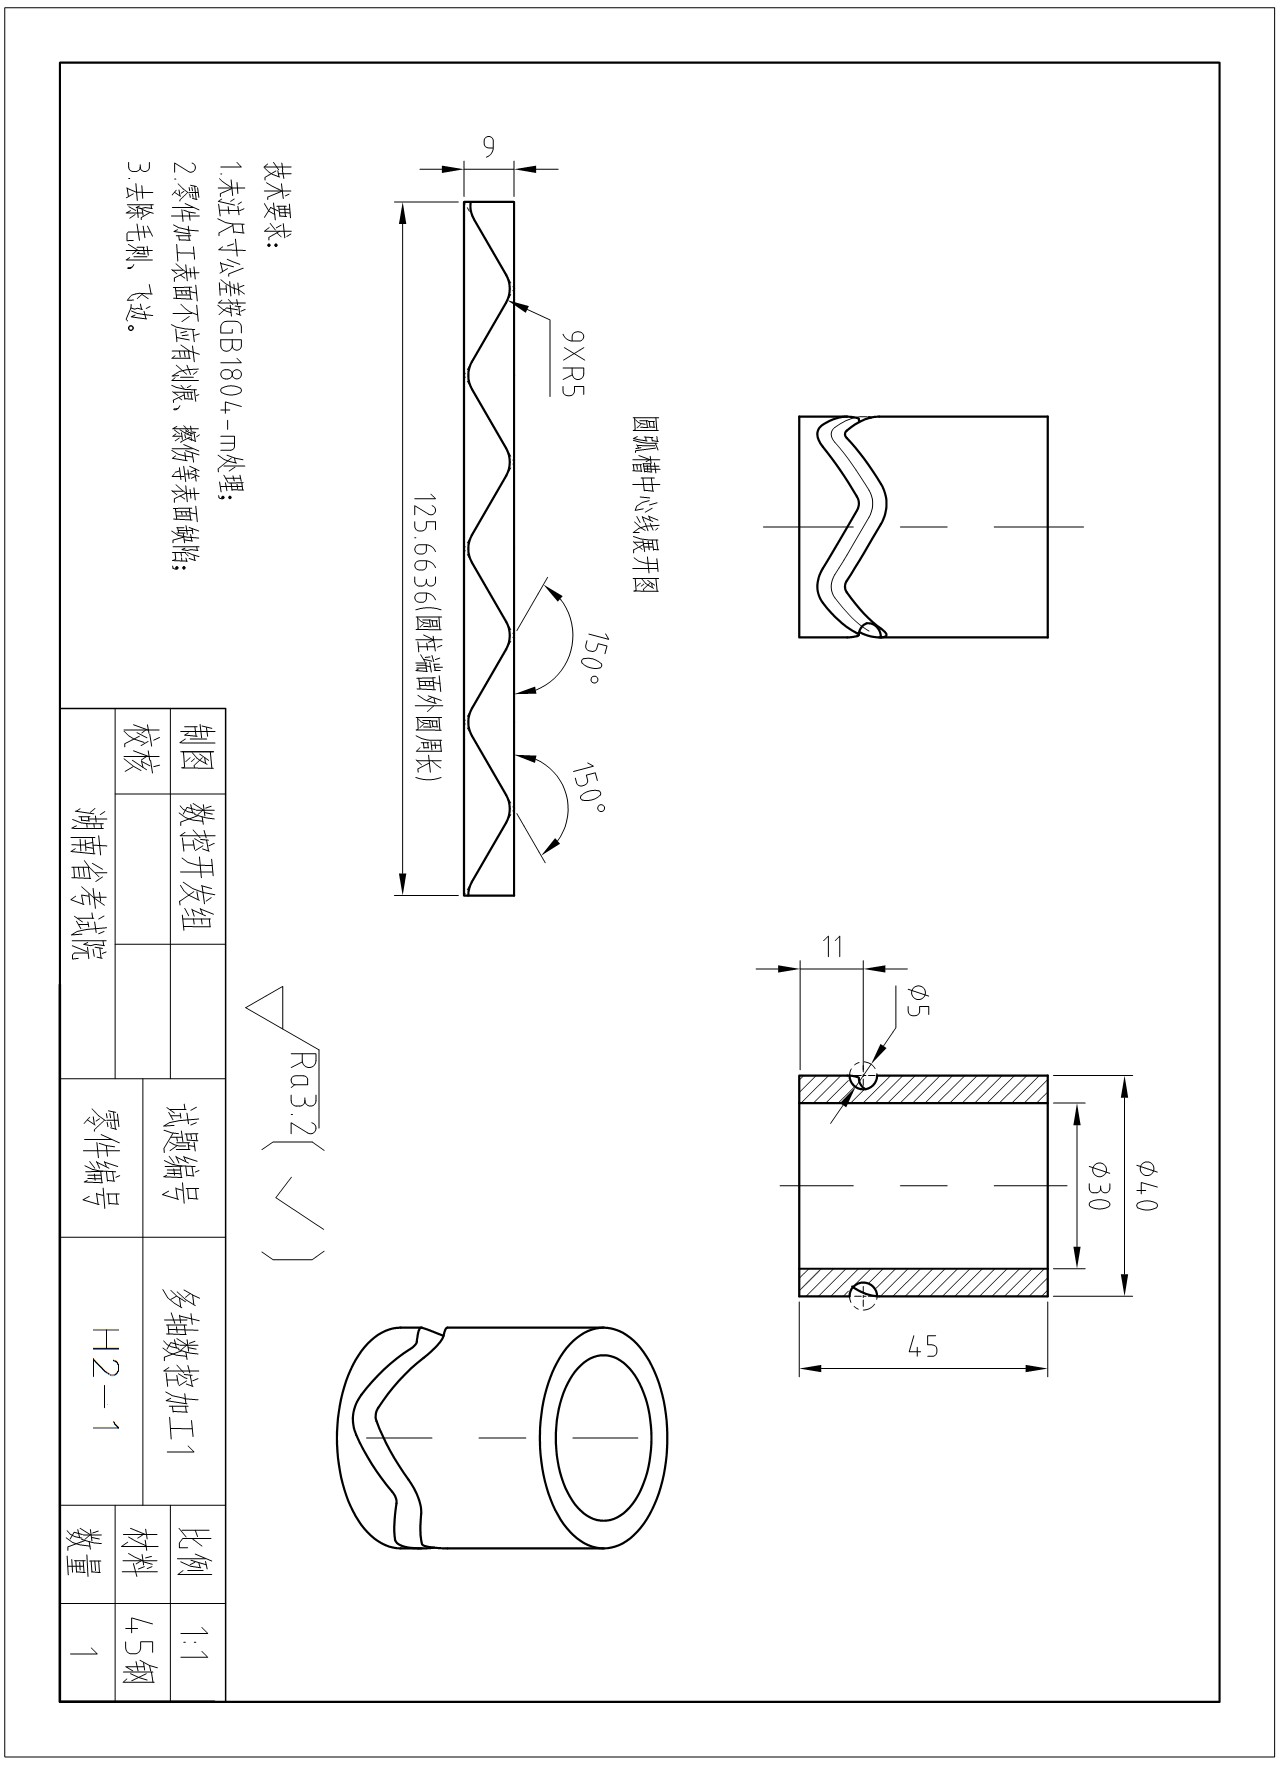 圆弧槽中心线展开图
11
φ5
φ30
φ40
45
9
9XR5
150°
150°
125.6636(圆柱端面外圆周长)
技术要求:
1.未注尺寸公差按GB1804-m处理;
2.零件加工表面不应有划痕、擦伤等表面缺陷;
3.去除毛刺、飞边。
Ra3.2
制图 数控开发组
校核
湖南省考试院
试题编号 多轴数控加工1
零件编号 H2-1
比例 1:1
材料 45钢
数量 1